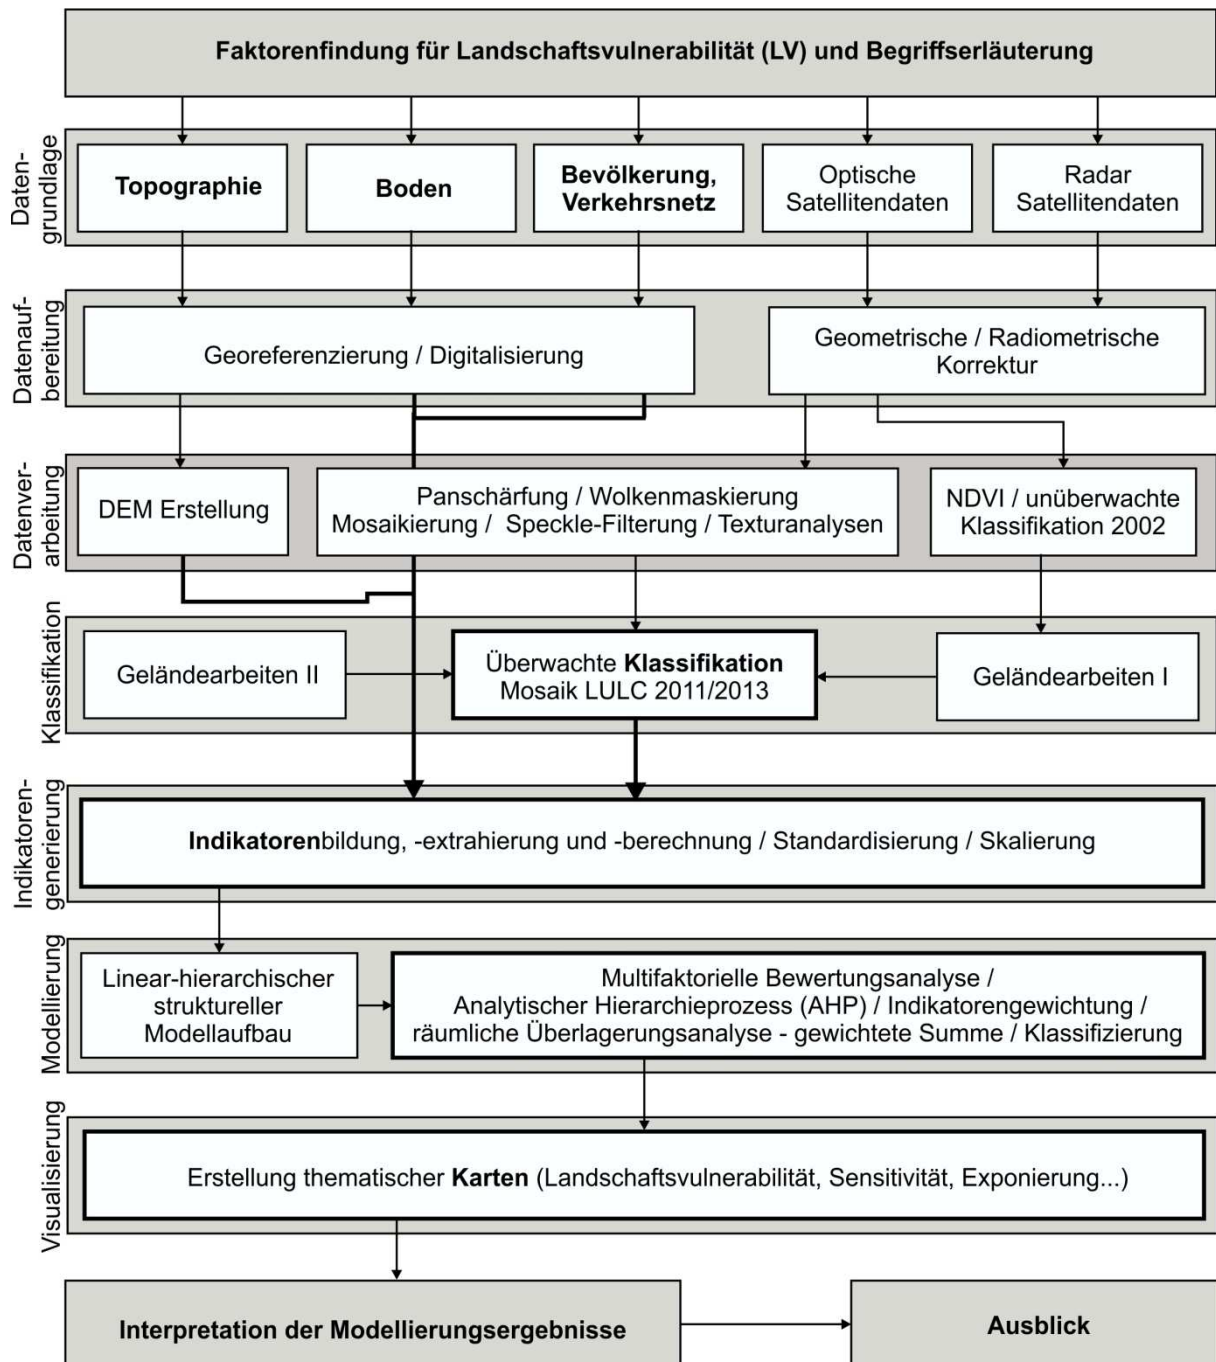 Faktorenfindung für Landschaftsvulnerabilität (LV) und Begriffserläuterung
Daten-
grundlage
Topographie
Boden
Bevölkerung,
Verkehrsnetz
Optische
Satellitendaten
Radar
Satellitendaten
Datenauf-
bereitung
Georeferenzierung / Digitalisierung
Geometrische / Radiometrische
Korrektur
Datenver-
arbeitung
DEM Erstellung
Panschärfung / Wolkenmaskierung
Mosaikierung / Speckle-Filterung / Texturanalysen
NDVI / unüberwachte
Klassifikation 2002
Klassifikation
Geländearbeiten II
Überwachte Klassifikation
Mosaik LULC 2011/2013
Geländearbeiten I
Indikatoren-
generierung
Indikatorenbildung, -extrahierung und -berechnung / Standardisierung / Skalierung
Modellierung
Linear-hierarchischer
struktureller
Modellaufbau
Multifaktorielle Bewertungsanalyse /
Analytischer Hierarchieprozess (AHP) / Indikatorengewichtung /
räumliche Überlagerungsanalyse - gewichtete Summe / Klassifizierung
Visualisierung
Erstellung thematischer Karten (Landschaftsvulnerabilität, Sensitivität, Exponierung...)
Interpretation der Modellierungsergebnisse
Ausblick